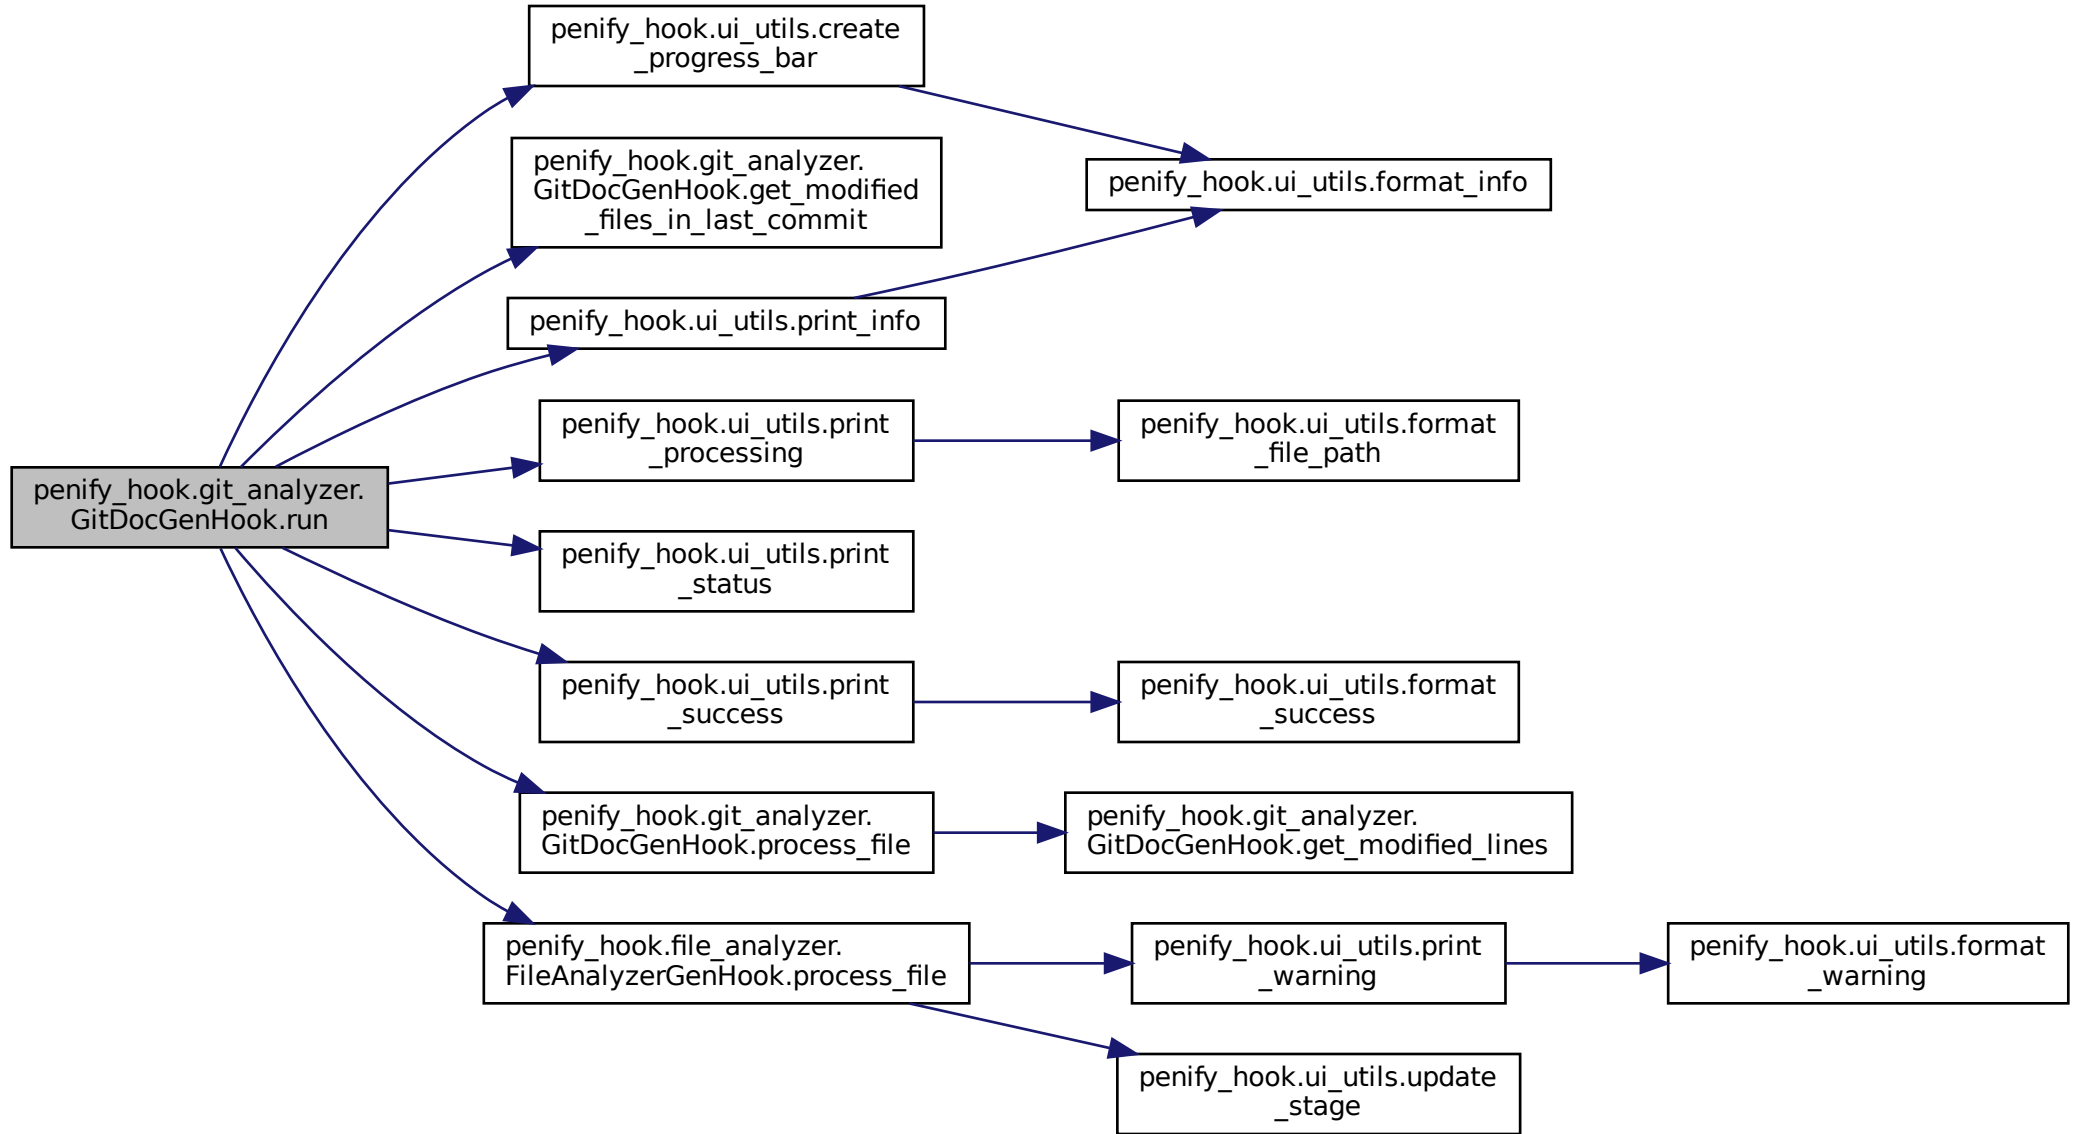 penify_hook.ui_utils.create
_progress_bar
penify_hook.git_analyzer.
GitDocGenHook.get_modified
_files_in_last_commit
penify_hook.ui_utils.format_info
penify_hook.ui_utils.print_info
penify_hook.ui_utils.print
_processing
penify_hook.ui_utils.format
_file_path
penify_hook.git_analyzer.
GitDocGenHook.run
penify_hook.ui_utils.print
_status
penify_hook.ui_utils.print
_success
penify_hook.ui_utils.format
_success
penify_hook.git_analyzer.
GitDocGenHook.process_file
penify_hook.git_analyzer.
GitDocGenHook.get_modified_lines
penify_hook.file_analyzer.
FileAnalyzerGenHook.process_file
penify_hook.ui_utils.print
_warning
penify_hook.ui_utils.format
_warning
penify_hook.ui_utils.update
_stage